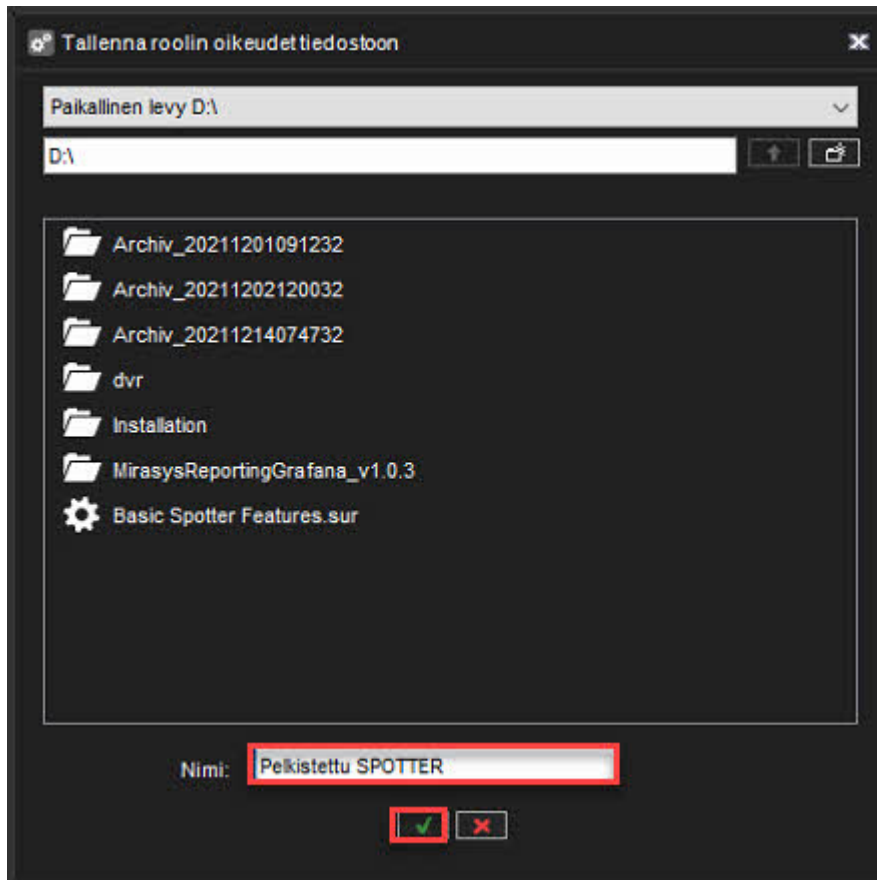 Tallenna roolin oikeudet tiedostoon
Paikallinen levy D:\
D:\
Archiv_20211201091232
Archiv_20211202120032
Archiv_20211214074732
dvr
Installation
MirasysReportingGrafana_v1.0.3
Basic Spotter Features.sur
Nimi: Pelkistettu SPOTTER